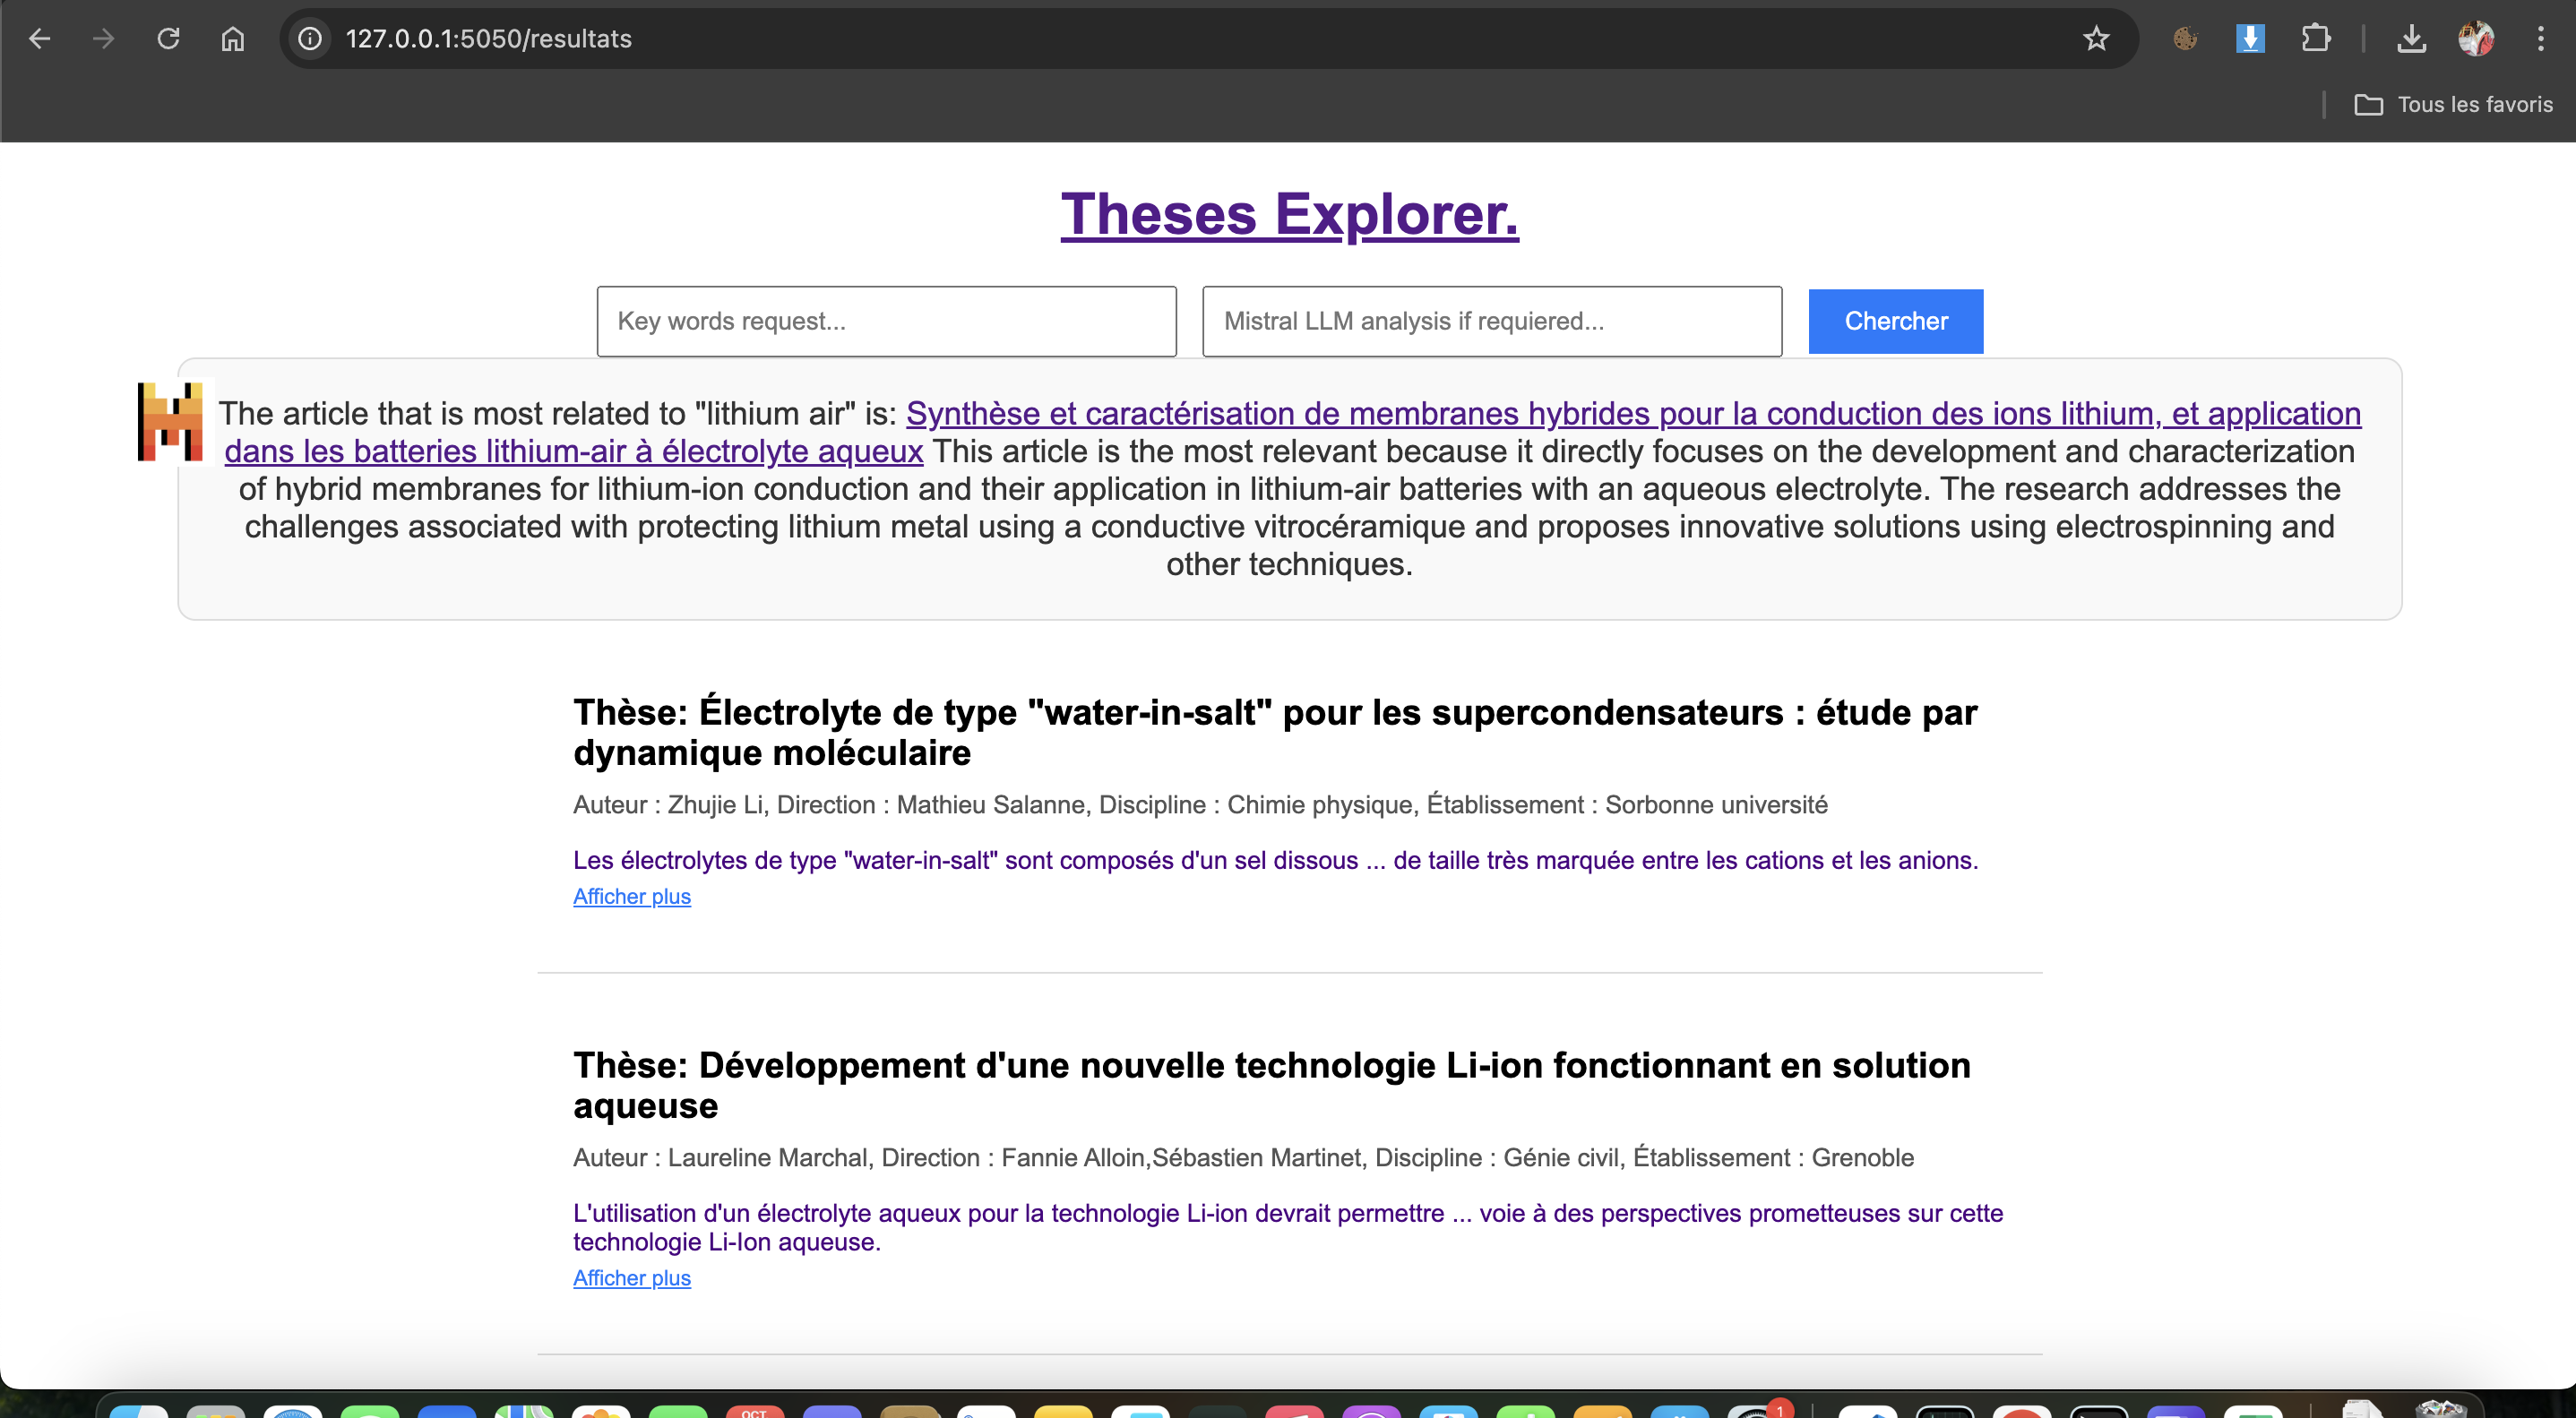 127.0.0.1:5050/resultats
Tous les favoris
Theses Explorer.
Key words request...
Mistral LLM analysis if requiered...
Chercher
The article that is most related to "lithium air" is: Synthèse et caractérisation de membranes hybrides pour la conduction des ions lithium, et application
dans les batteries lithium-air à électrolyte aqueux This article is the most relevant because it directly focuses on the development and characterization
of hybrid membranes for lithium-ion conduction and their application in lithium-air batteries with an aqueous electrolyte. The research addresses the
challenges associated with protecting lithium metal using a conductive vitrocéramique and proposes innovative solutions using electrospinning and
other techniques.
Thèse: Électrolyte de type "water-in-salt" pour les supercondensateurs : étude par
dynamique moléculaire
Auteur : Zhujie Li, Direction : Mathieu Salanne, Discipline : Chimie physique, Établissement : Sorbonne université
Les électrolytes de type "water-in-salt" sont composés d'un sel dissous ... de taille très marquée entre les cations et les anions.
Afficher plus
Thèse: Développement d'une nouvelle technologie Li-ion fonctionnant en solution
aqueuse
Auteur : Laureline Marchal, Direction : Fannie Alloin,Sébastien Martinet, Discipline : Génie civil, Établissement : Grenoble
L'utilisation d'un électrolyte aqueux pour la technologie Li-ion devrait permettre ... voie à des perspectives prometteuses sur cette
technologie Li-Ion aqueuse.
Afficher plus
OCT
1